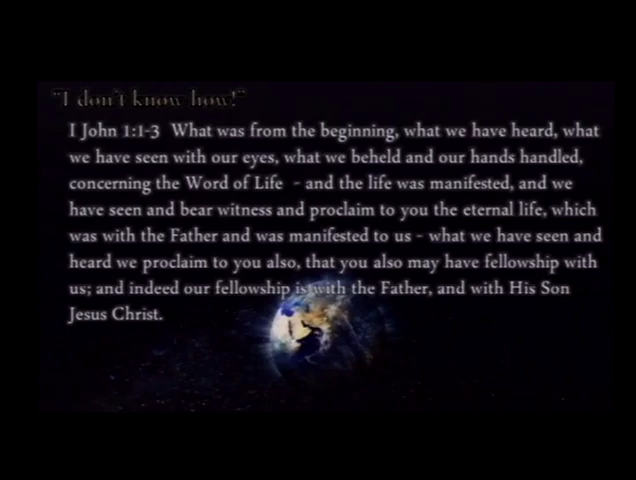 "I don't know how!"
I John 1:1-3  What was from the beginning, what we have heard, what
we have seen with our eyes, what we beheld and our hands handled,
concerning the Word of Life  - and the life was manifested, and we
have seen and bear witness and proclaim to you the eternal life, which
was with the Father and was manifested to us - what we have seen and
heard we proclaim to you also, that you also may have fellowship with
us; and indeed our fellowship is with the Father, and with His Son
Jesus Christ.